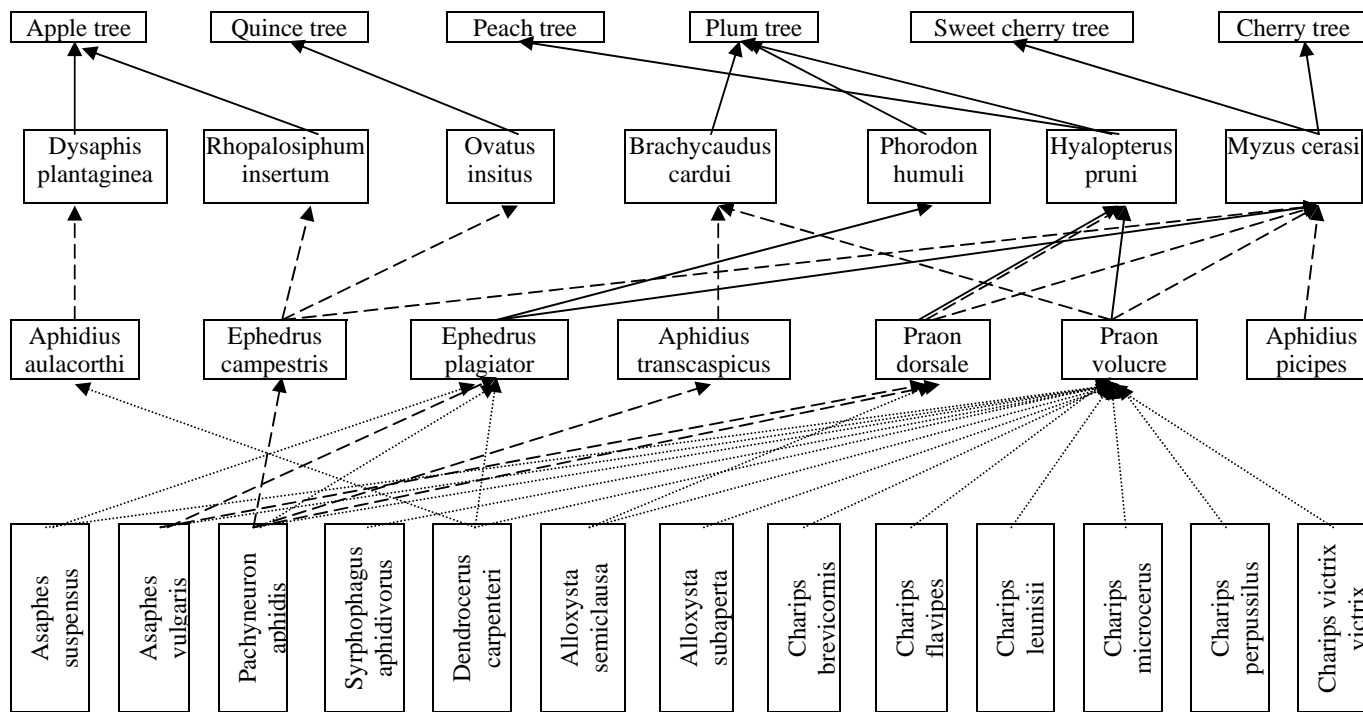 Apple tree
Quince tree
Peach tree
Plum tree
Sweet cherry tree
Cherry tree
Dysaphis
plantaginea
Rhopalosiphum
insertum
Ovatus
insitus
Brachycaudus
cardui
Phorodon
humuli
Hyalopterus
pruni
Myzus cerasi
Aphidius
aulacorthi
Ephedrus
campestris
Ephedrus
plagiator
Aphidius
transcaspicus
Praon
dorsale
Praon
volucre
Aphidius
picipes
Asaphes
suspensus
Asaphes
vulgaris
Pachyneuron
aphidis
Syrphophagus
aphidivorus
Dendrocerus
carpenteri
Alloxysta
semiclausa
Alloxysta
subaperta
Charips
brevicornis
Charips
flavipes
Charips
leunisii
Charips
microcerus
Charips
perpussilus
Charips victrix
victrix